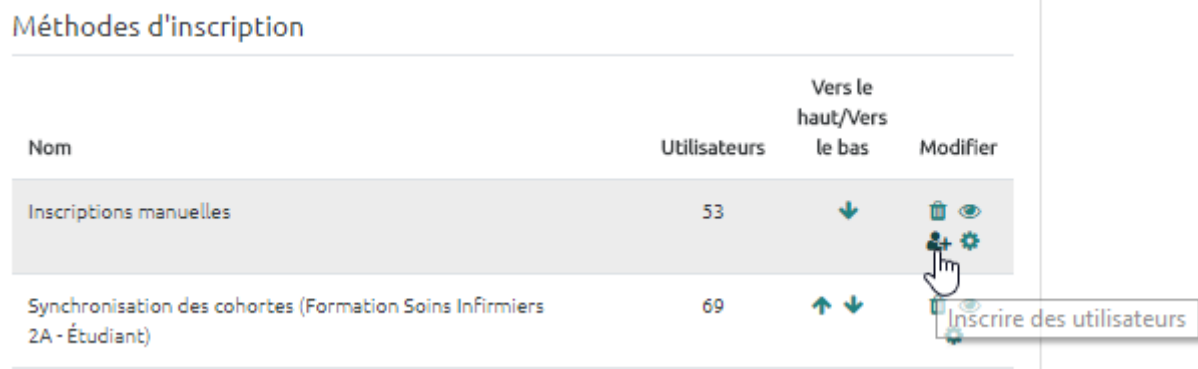 Méthodes d'inscription
Vers le
haut/Vers
Nom Utilisateurs le bas Modifier
Inscriptions manuelles 53
Synchronisation des cohortes (Formation Soins Infirmiers 69
2A - Étudiant)
Inscrire des utilisateurs